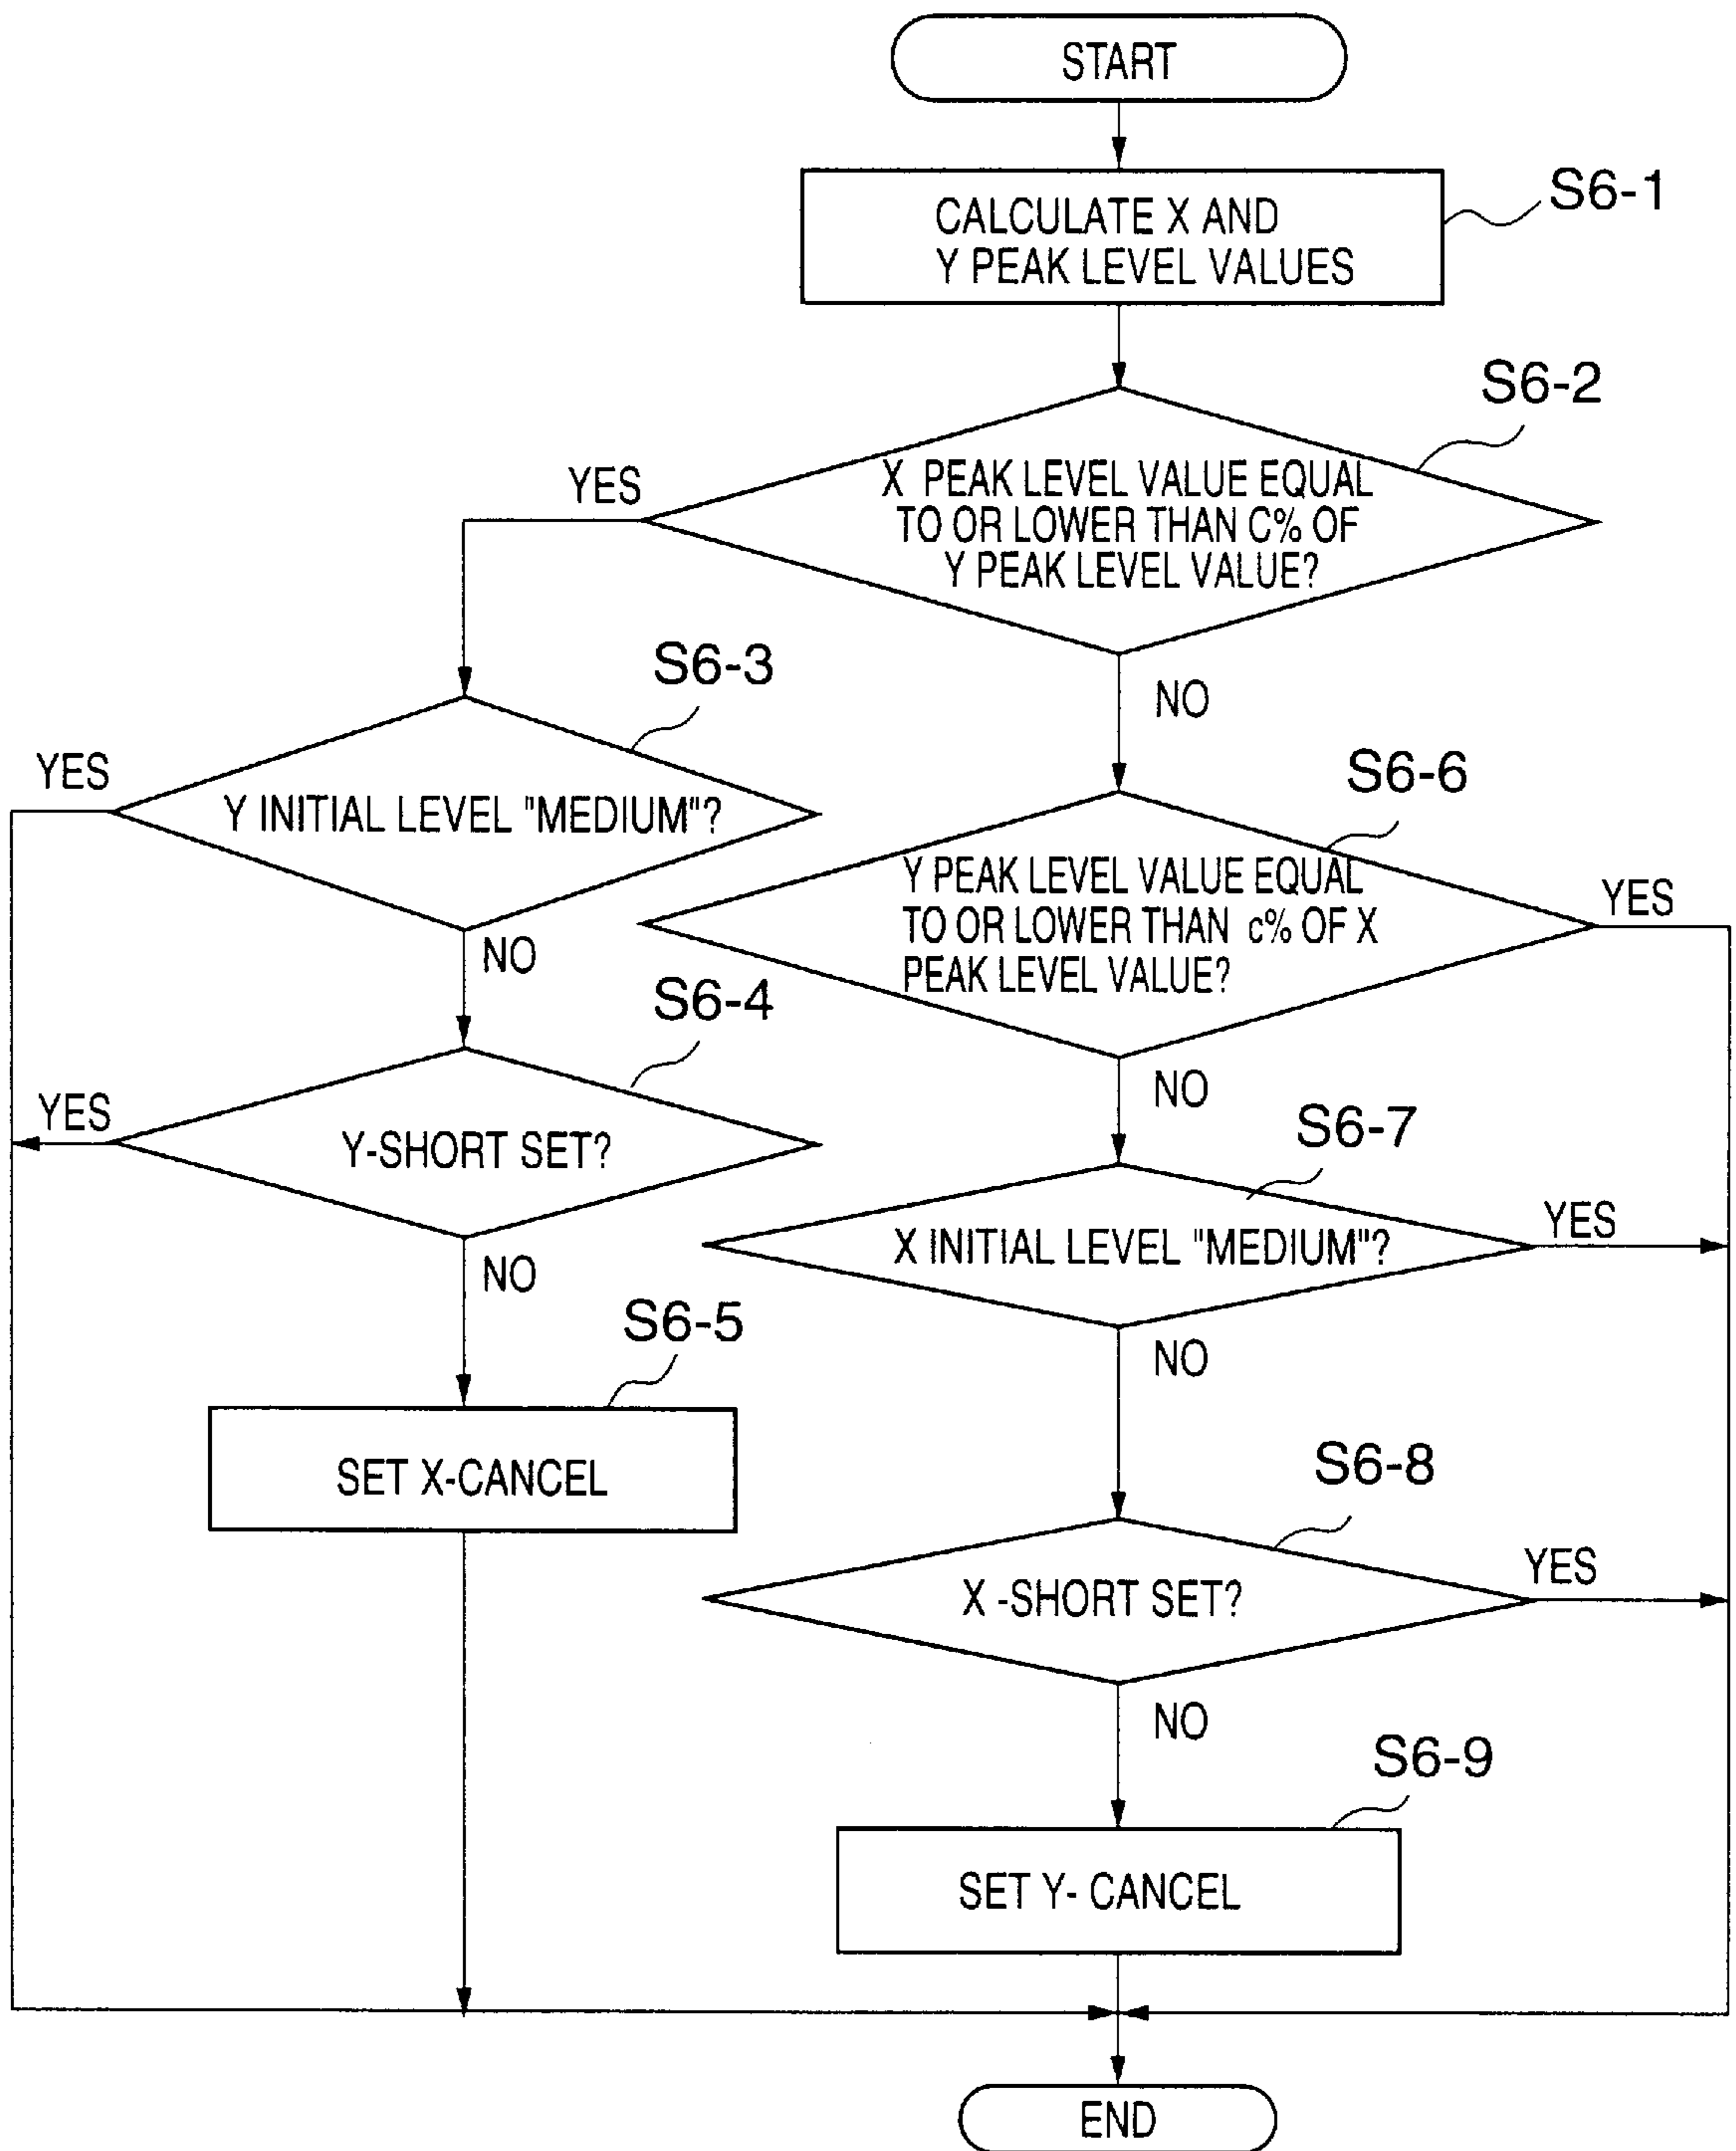 START
CALCULATE X AND
Y PEAK LEVEL VALUES
S6-1
S6-2
X PEAK LEVEL VALUE EQUAL
TO OR LOWER THAN C% OF
Y PEAK LEVEL VALUE?
YES
NO
S6-3
Y INITIAL LEVEL "MEDIUM"?
YES
NO
S6-4
Y-SHORT SET?
YES
NO
S6-5
SET X-CANCEL
S6-6
Y PEAK LEVEL VALUE EQUAL
TO OR LOWER THAN c% OF X
PEAK LEVEL VALUE?
YES
NO
S6-7
X INITIAL LEVEL "MEDIUM"?
YES
NO
S6-8
X -SHORT SET?
YES
NO
S6-9
SET Y- CANCEL
END